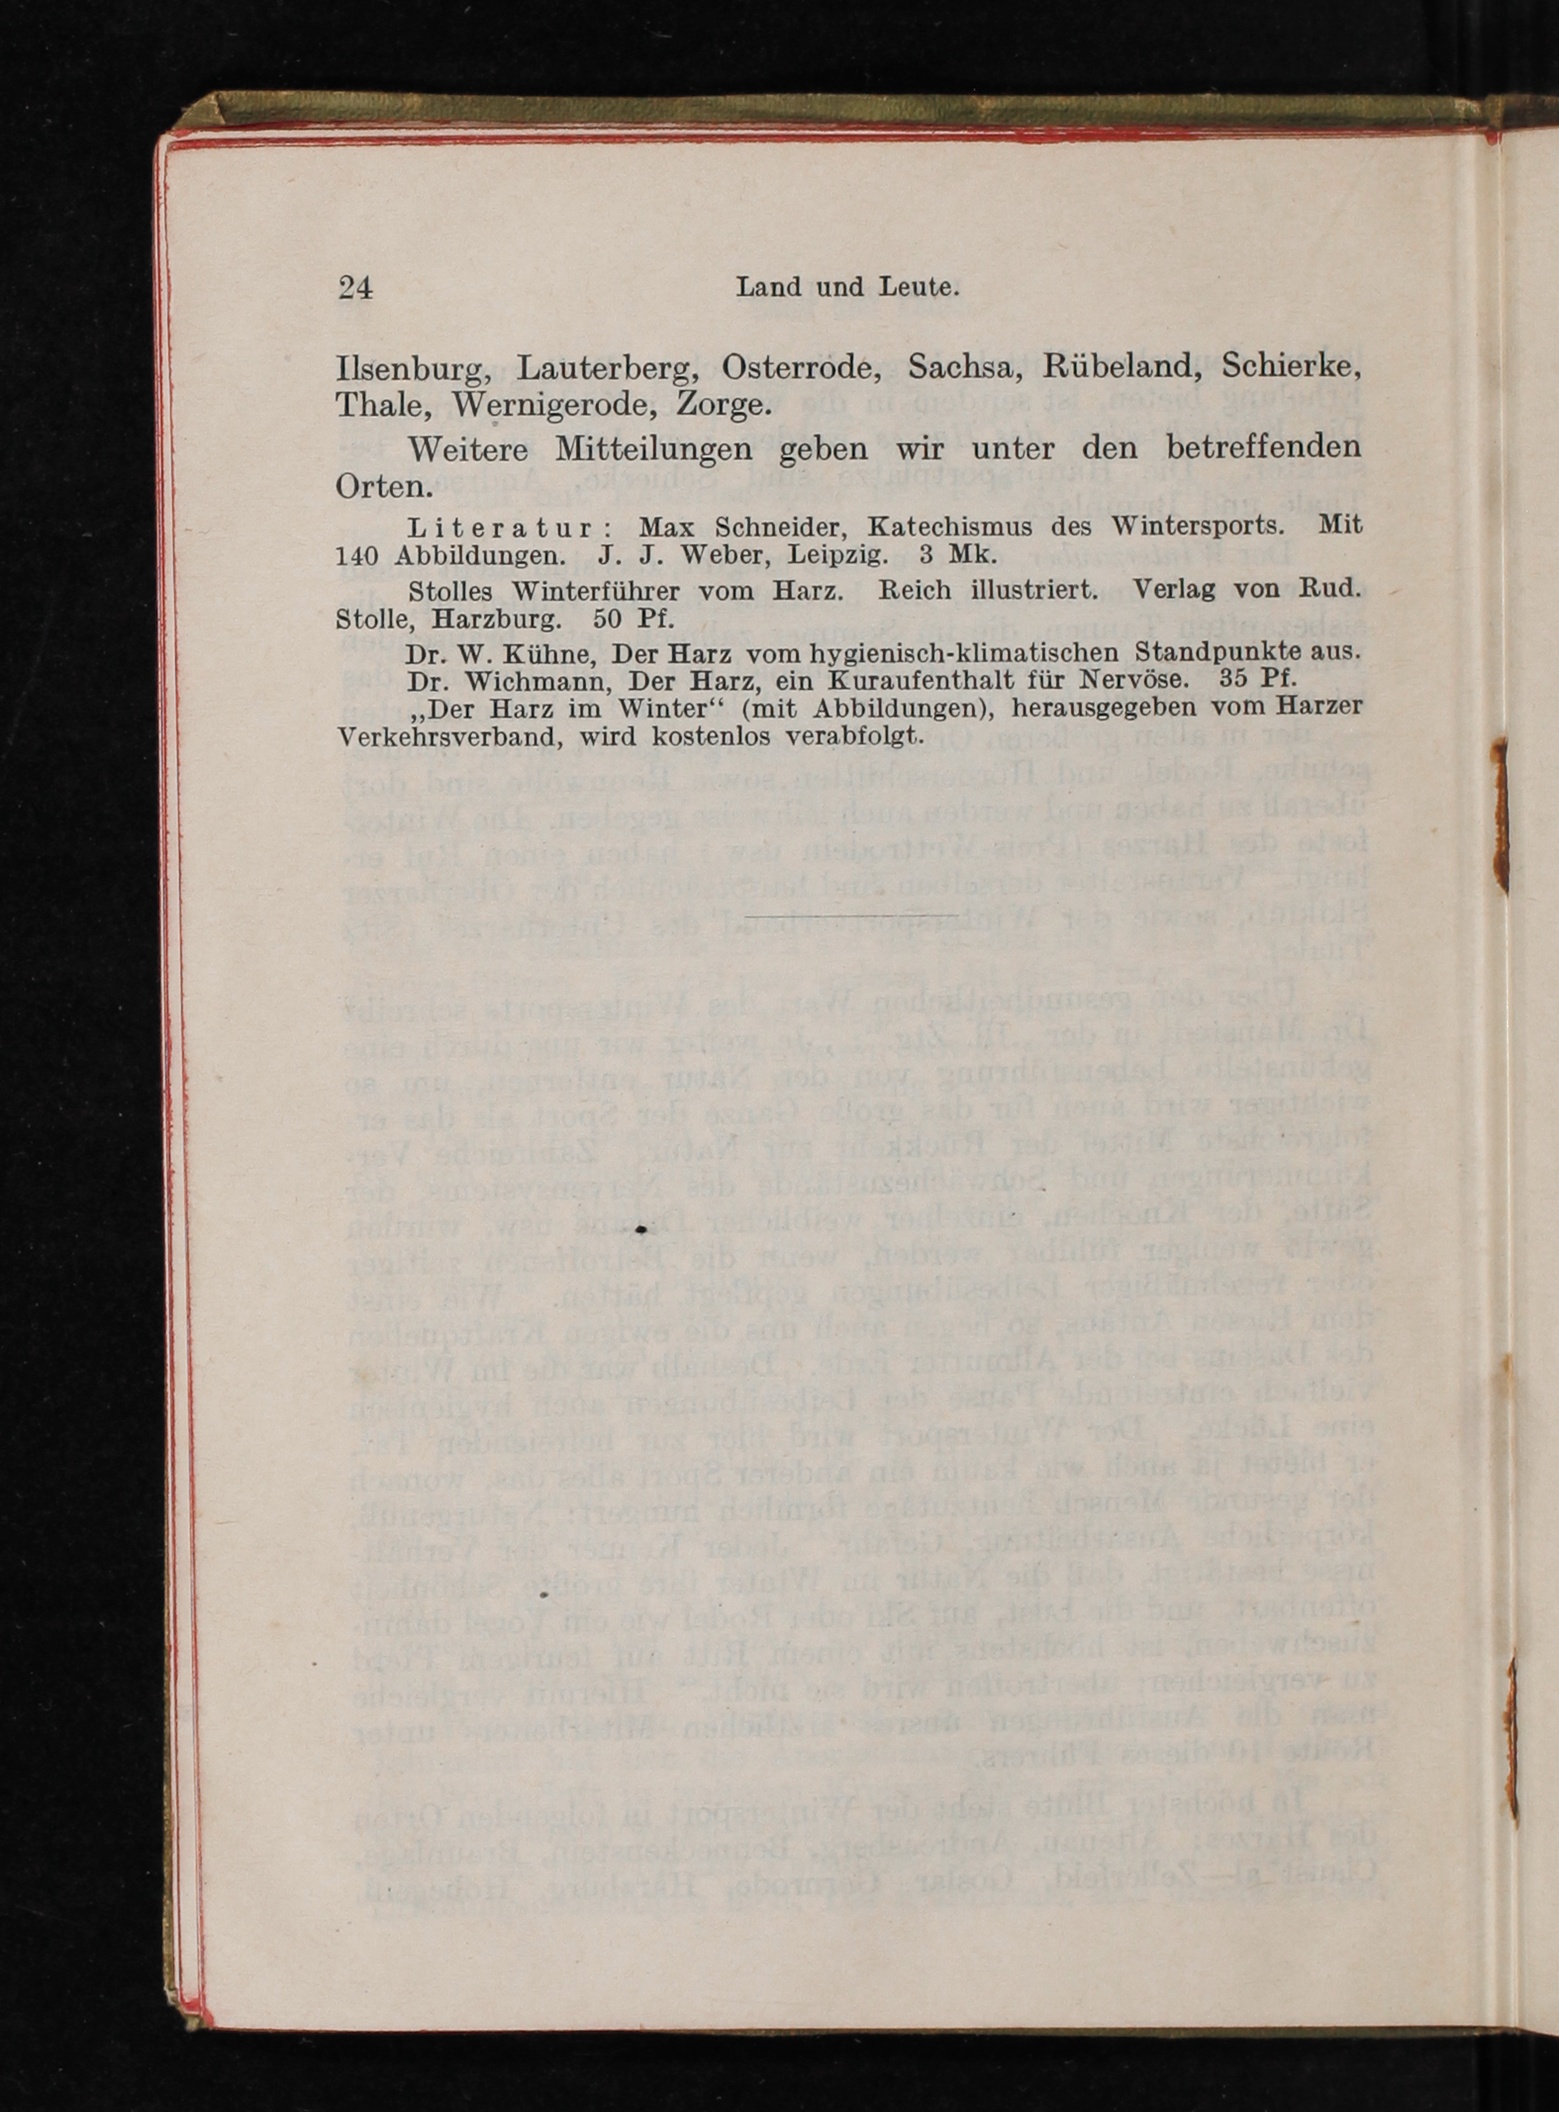 24 Land und Leute.
Ilsenburg, Lauterberg, Osterrode, Sachsa, Rübeland, Schierke,
Thale, Wernigerode, Zorge.
Weitere Mitteilungen geben wir unter den betreffenden
Orten.
Literatur: Max Schneider, Katechismus des Wintersports. Mit
140 Abbildungen. J. J. Weber, Leipzig. 3 Mk.
Stolles Winterführer vom Harz. Reich illustriert. Verlag von Rud.
Stolle, Harzburg. 50 Pf.
Dr. W. Kühne, Der Harz vom hygienisch-klimatischen Standpunkte aus.
Dr. Wichmann, Der Harz, ein Kuraufenthalt für Nervöse. 35 Pf.
„Der Harz im Winter“ (mit Abbildungen), herausgegeben vom Harzer
Verkehrsverband, wird kostenlos verabfolgt.